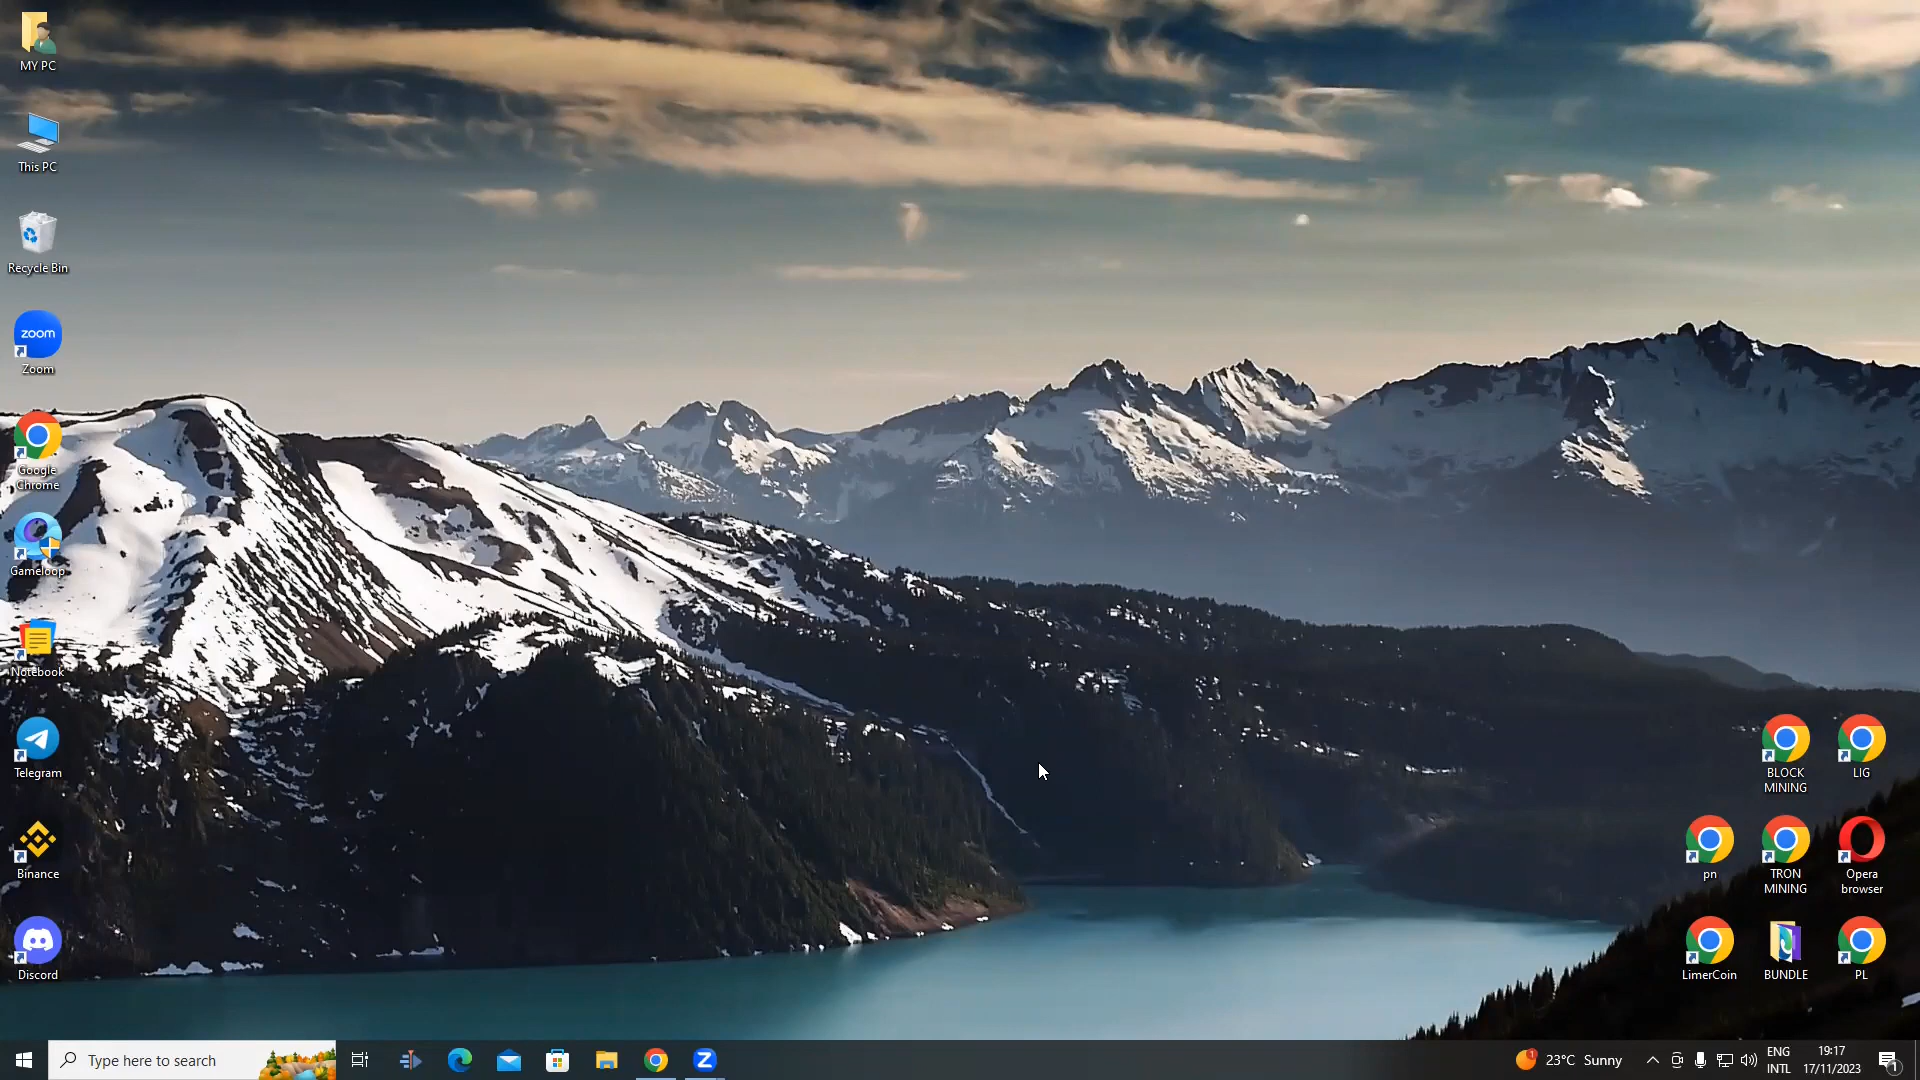 MY PC
This PC
Recycle Bin
zoom
Zoom
Google
Chrome
Gameloop
Notebook
Telegram
Binance
Discord
BLOCK
MINING
LIG
pn
TRON
MINING
Opera
browser
LimerCoin
BUNDLE
PL
Type here to search
Z
1
23°C Sunny
ENG
INTL
19:17
17/11/2023
1